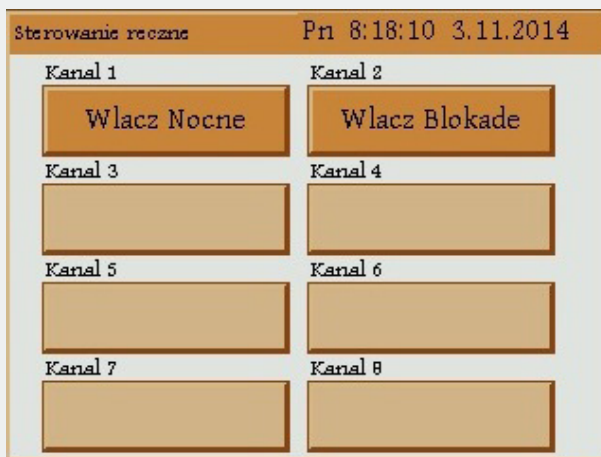 Sterowanie reczne Pn 8:18:10 3.11.2014
Kanal 1 Kanal 2
Wlacz Nocne Wlacz Blokade
Kanal 3 Kanal 4
Kanal 5 Kanal 6
Kanal 7 Kanal 8